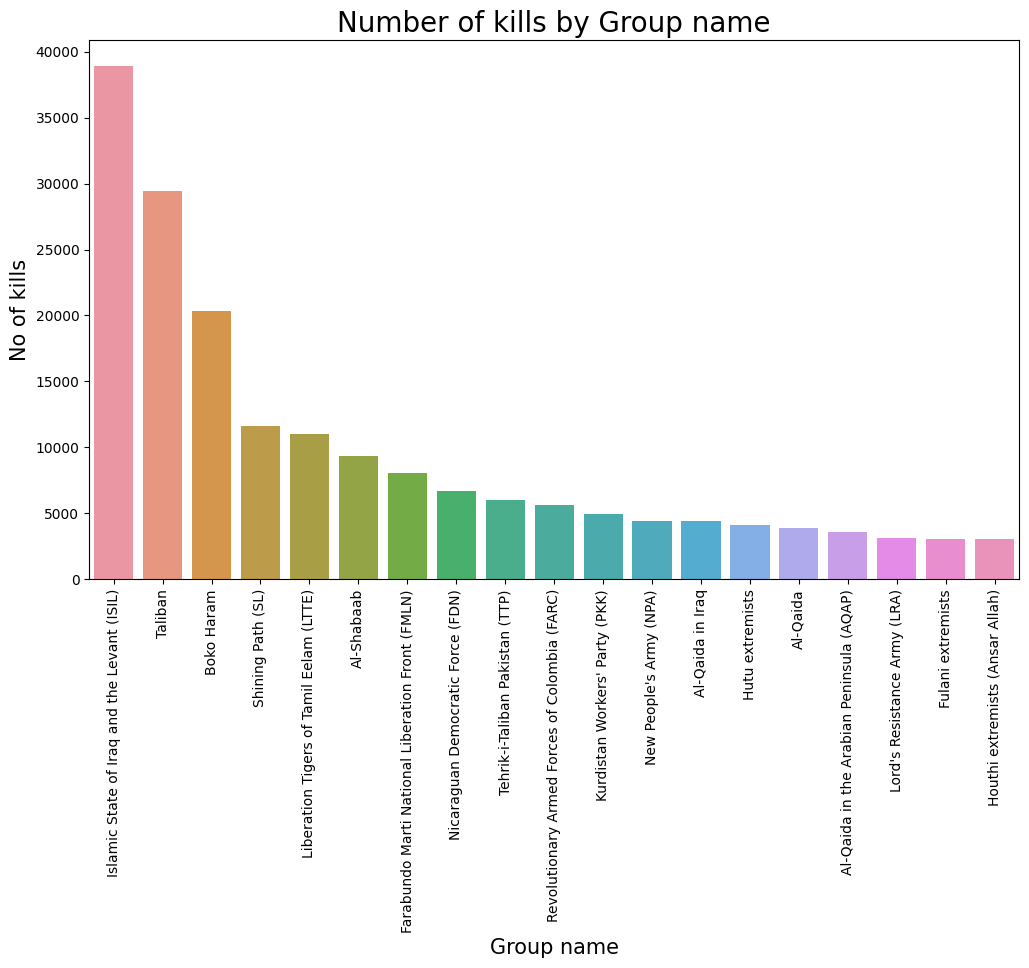 Number of kills by Group name
No of kills
40000
35000
30000
25000
20000
15000
10000
5000
0
Islamic State of Iraq and the Levant (ISIL)
Taliban
Boko Haram
Shining Path (SL)
Liberation Tigers of Tamil Eelam (LTTE)
Al-Shabaab
Farabundo Marti National Liberation Front (FMLN)
Nicaraguan Democratic Force (FDN)
Tehrik-i-Taliban Pakistan (TTP)
Revolutionary Armed Forces of Colombia (FARC)
Kurdistan Workers' Party (PKK)
New People's Army (NPA)
Al-Qaida in Iraq
Hutu extremists
Al-Qaida
Al-Qaida in the Arabian Peninsula (AQAP)
Lord's Resistance Army (LRA)
Fulani extremists
Houthi extremists (Ansar Allah)
Group name